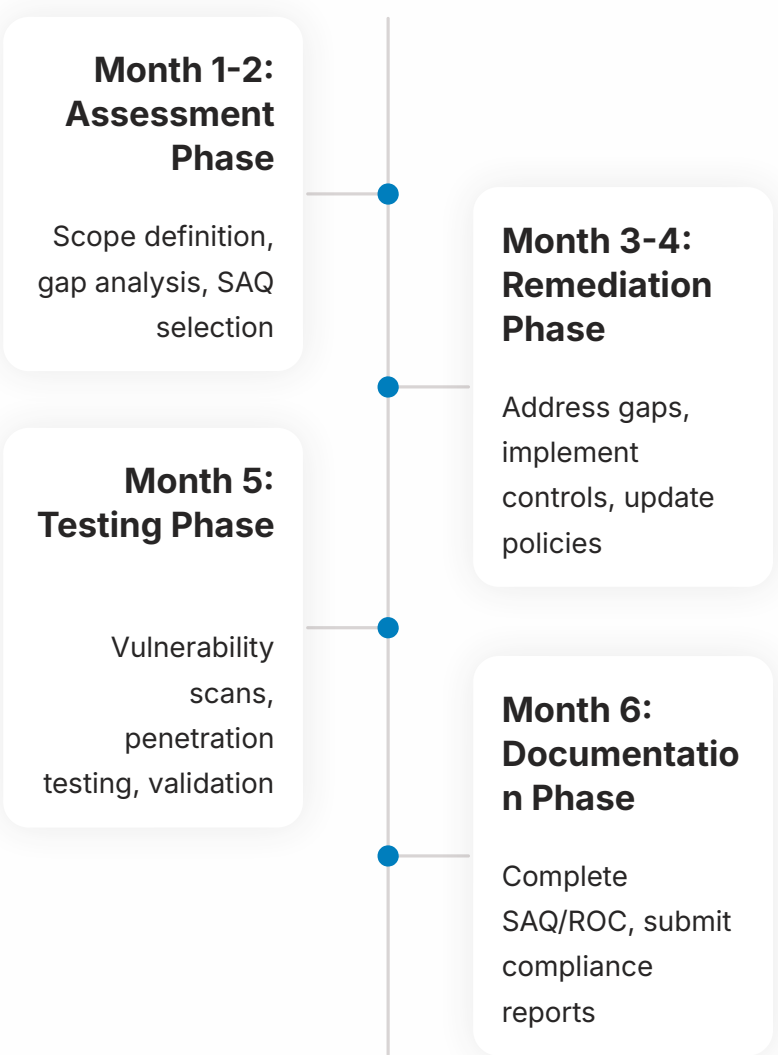 Month 1-2:
Assessment
Phase
Scope definition,
gap analysis, SAQ
selection
Month 3-4:
Remediation
Phase
Address gaps,
implement
controls, update
policies
Month 5:
Testing Phase
Vulnerability
scans,
penetration
testing, validation
Month 6:
Documentatio
n Phase
Complete
SAQ/ROC, submit
compliance
reports